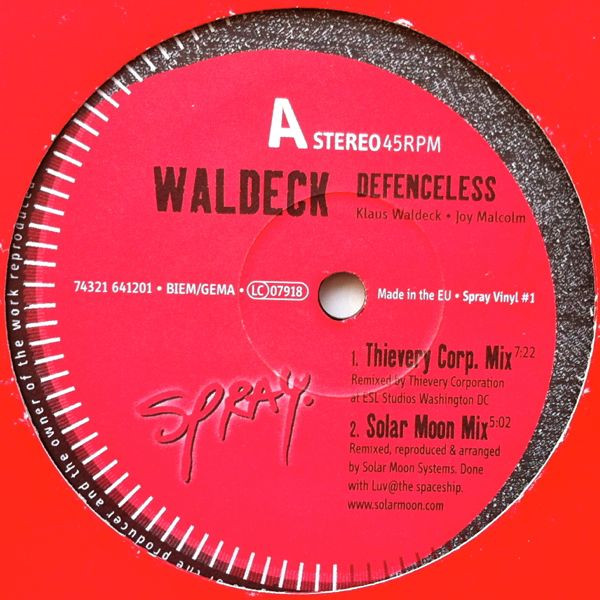 A STEREO 45RPM
WALDECK DEFENCELESS
Klaus Waldeck • Joy Malcolm
74321 641201 • BIEM/GEMA • LC 07918
Made in the EU • Spray Vinyl #1
1. Thievery Corp. Mix 7:22
Remixed by Thievery Corporation
at ESL Studios Washington DC
SPRAY.
2. Solar Moon Mix 5:02
Remixed, reproduced & arranged
by Solar Moon Systems. Done
with Luv@the spaceship.
www.solarmoon.com
of the producer and the owner of the work reproduced